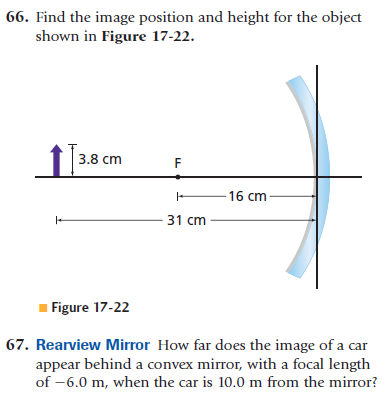 66. Find the image position and height for the object
shown in Figure 17-22.
3.8 cm
F
16 cm
31 cm
Figure 17-22
67. Rearview Mirror How far does the image of a car
appear behind a convex mirror, with a focal length
of −6.0 m, when the car is 10.0 m from the mirror?